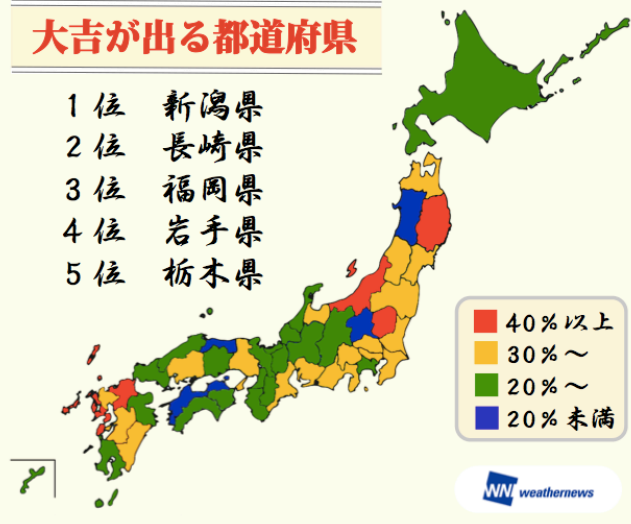 大吉が出る都道府県
1位 新潟県
2位 長崎県
3位 福岡県
4位 岩手県
5位 栃木県
40%以上
30%～
20%～
20%未満
WNI weathernews